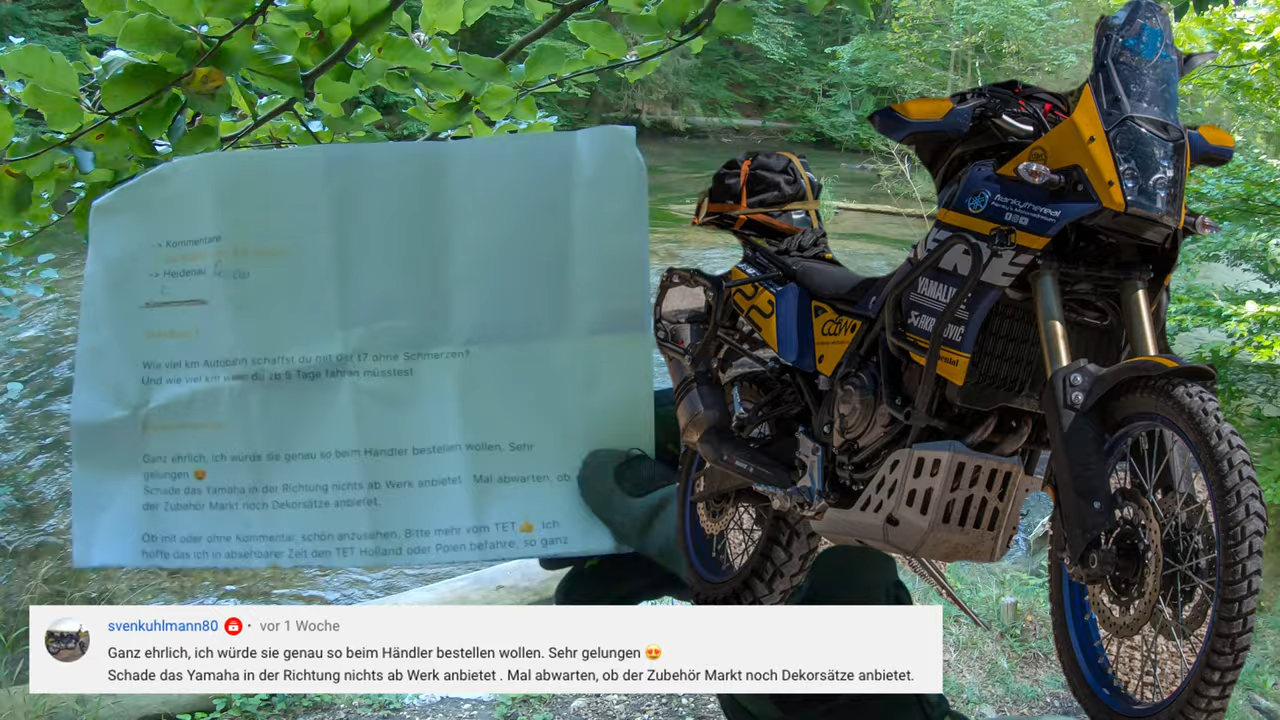 -> Kommentare
-> Heidenau
Wie viel km Autobahn schaffst du mit der t7 ohne Schmerzen?
Und wie viel km du zb 5 Tage fahren müsstest
Ganz ehrlich, ich würde sie genau so beim Händler bestellen wollen. Sehr
gelungen 😍
Schade das Yamaha in der Richtung nichts ab Werk anbietet . Mal abwarten, ob
der Zubehör Markt noch Dekorsätze anbietet.
Ob mit oder ohne Kommentar, schön anzusehen. Bitte mehr vom TET👍 ich
hoffe das ich in absehbarer Zeit den TET Holland oder Polen befahre, so ganz
frankythereal
YAMALUBE
AKRAPOVIČ
svenkuhlmann80 · vor 1 Woche
Ganz ehrlich, ich würde sie genau so beim Händler bestellen wollen. Sehr gelungen 😍
Schade das Yamaha in der Richtung nichts ab Werk anbietet . Mal abwarten, ob der Zubehör Markt noch Dekorsätze anbietet.